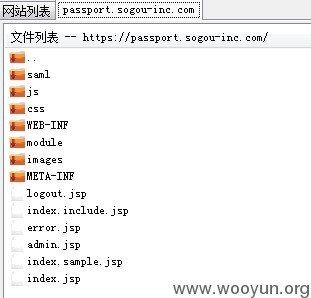 网站列表 passport.sogou-inc.com
文件列表 -- https://passport.sogou-inc.com/
..
saml
js
css
WEB-INF
module
images
META-INF
logout.jsp
index.include.jsp
error.jsp
admin.jsp
index.sample.jsp
index.jsp
www.wooyun.org